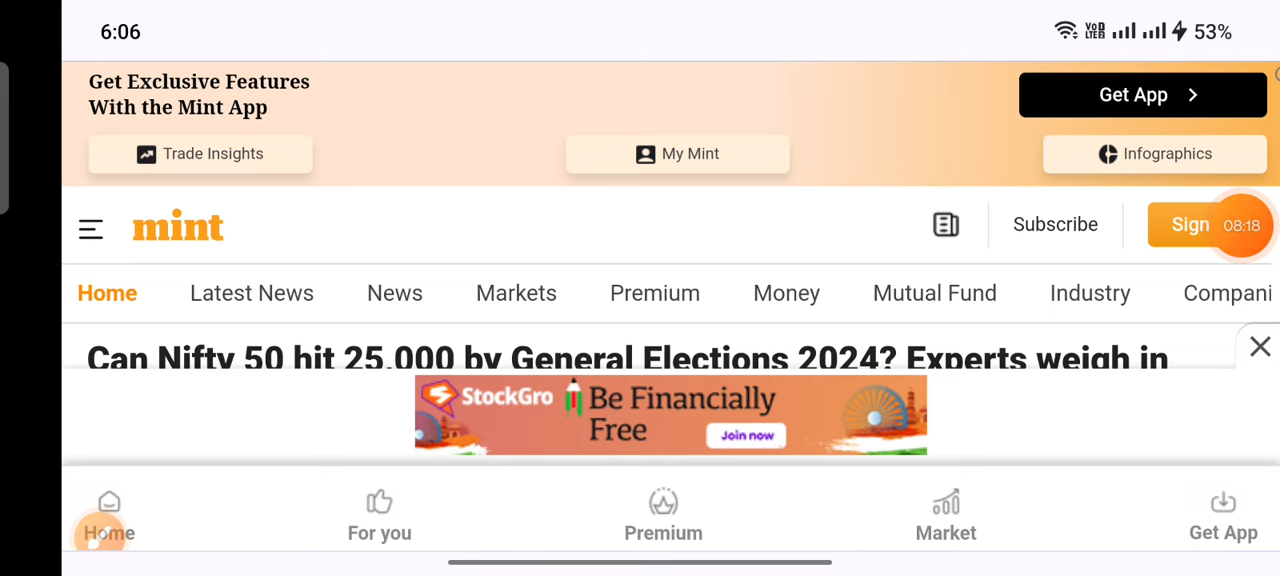 6:06
VoD LTEB 53%
Get Exclusive Features
With the Mint App
Get App
Trade Insights
My Mint
Infographics
mint
Subscribe
Sign
08:18
Home Latest News News Markets Premium Money Mutual Fund Industry Compani
Can Nifty 50 hit 25,000 by General Elections 2024? Experts weigh in
StockGro
Be Financially
Free
Join now
Home For you Premium Market Get App